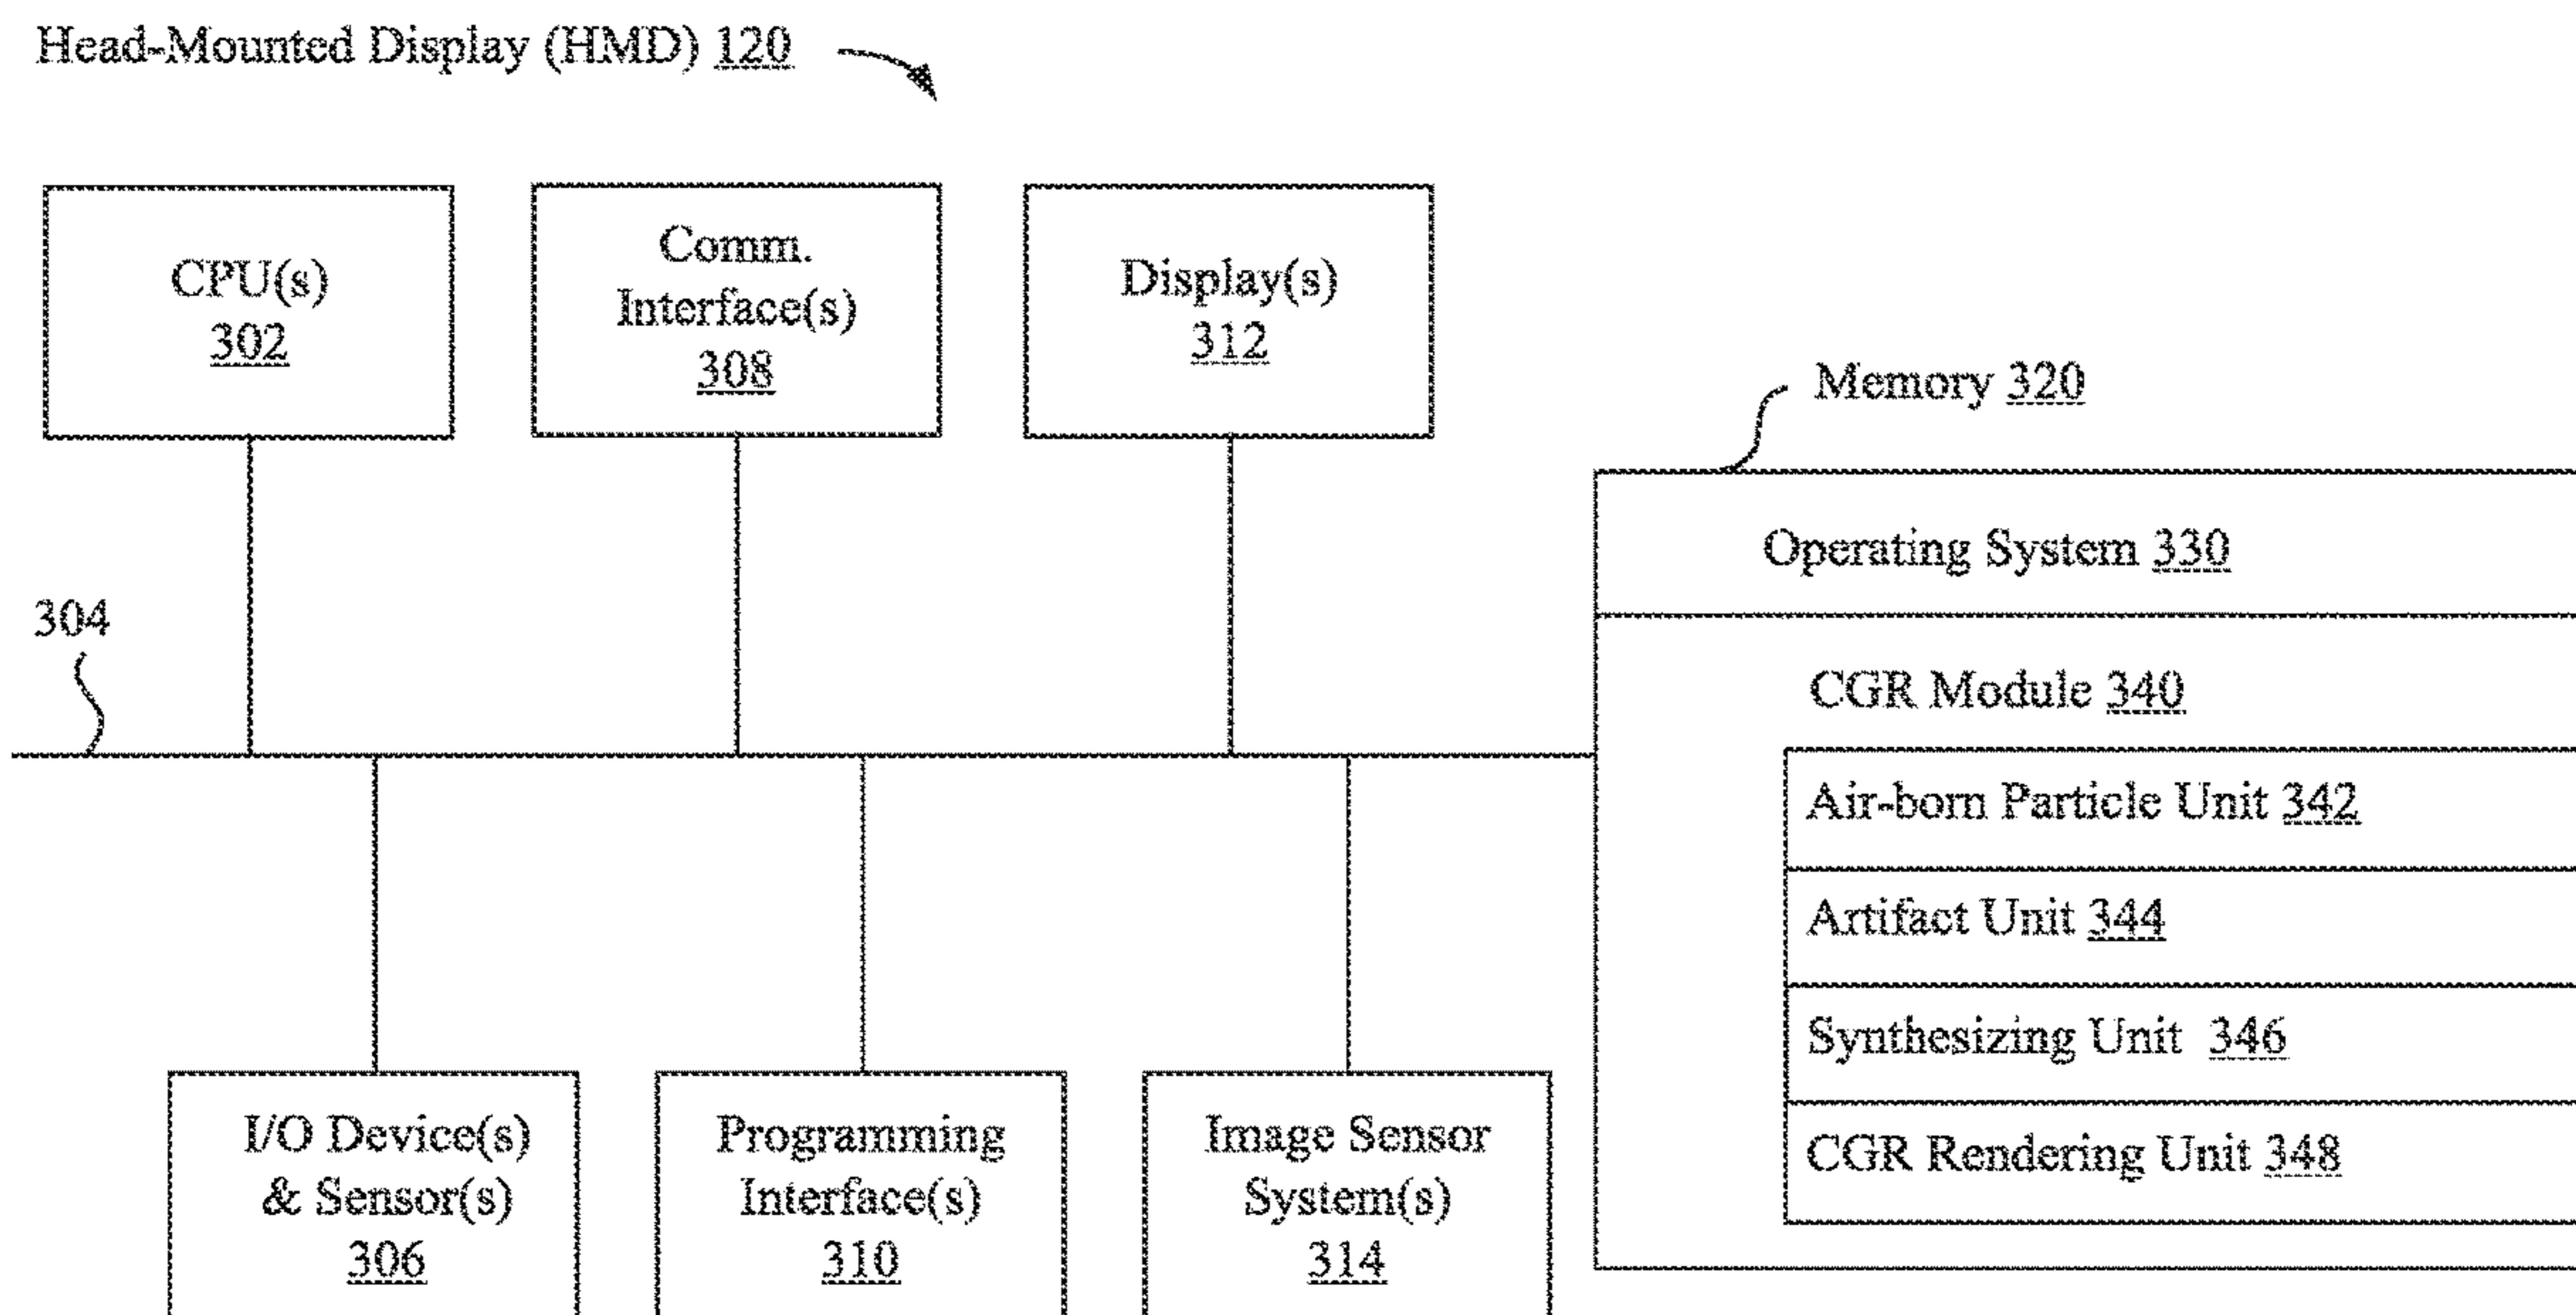 Head-Mounted Display (HMD) 120
CPU(s)
302
Comm.
Interface(s)
308
Display(s)
312
Memory 320
Operating System 330
304
CGR Module 340
Air-born Particle Unit 342
Artifact Unit 344
Synthesizing Unit 346
CGR Rendering Unit 348
I/O Device(s)
& Sensor(s)
306
Programming
Interface(s)
310
Image Sensor
System(s)
314